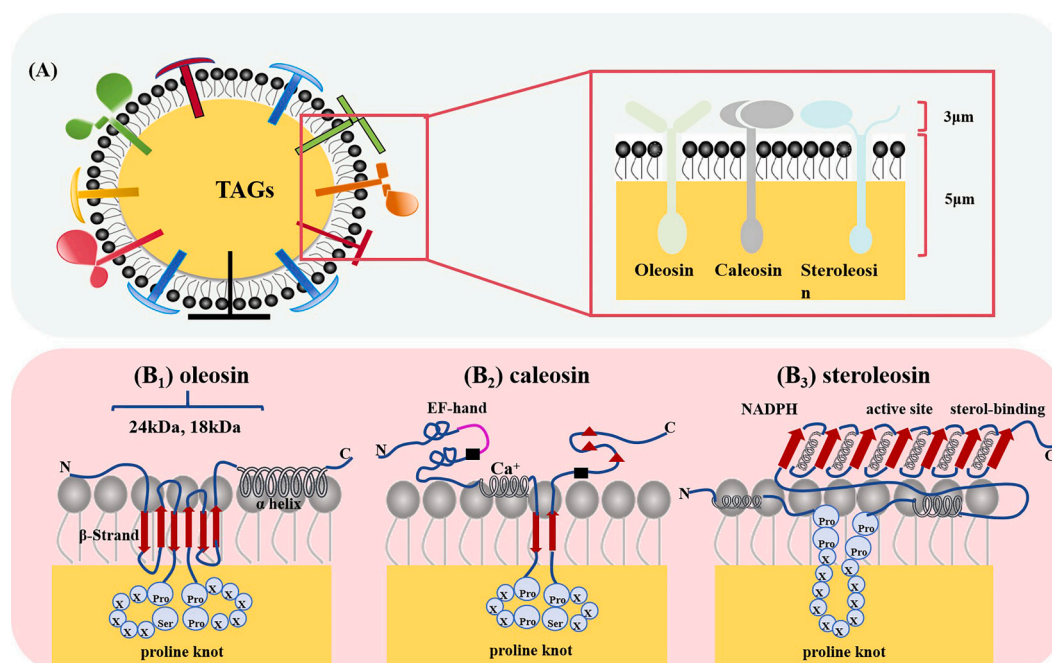 (A)
TAGs
3μm
5μm
Oleosin
Caleosin
Steroleosi
n
(B₁) oleosin
24kDa, 18kDa
N
C
α helix
β-Strand
X
X
X
X
X
Pro
Ser
Pro
Pro
X
X
X
X
X
proline knot
(B₂) caleosin
EF-hand
N
C
Ca⁺
X
X
X
X
Pro
Pro
Pro
Ser
X
X
X
X
proline knot
(B₃) steroleosin
NADPH
active site
sterol-binding
N
C
Pro
Pro
Pro
Pro
X
X
X
X
X
X
X
X
X
X
X
proline knot